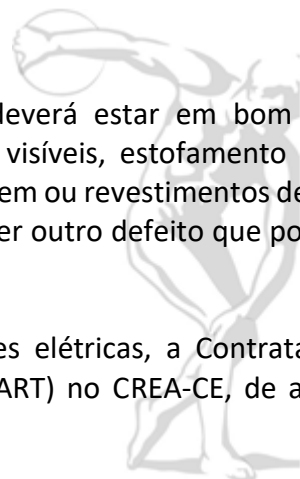 deverá estar em bom
visíveis, estofamento
em ou revestimentos de
er outro defeito que po
es elétricas, a Contrata
ART) no CREA-CE, de a